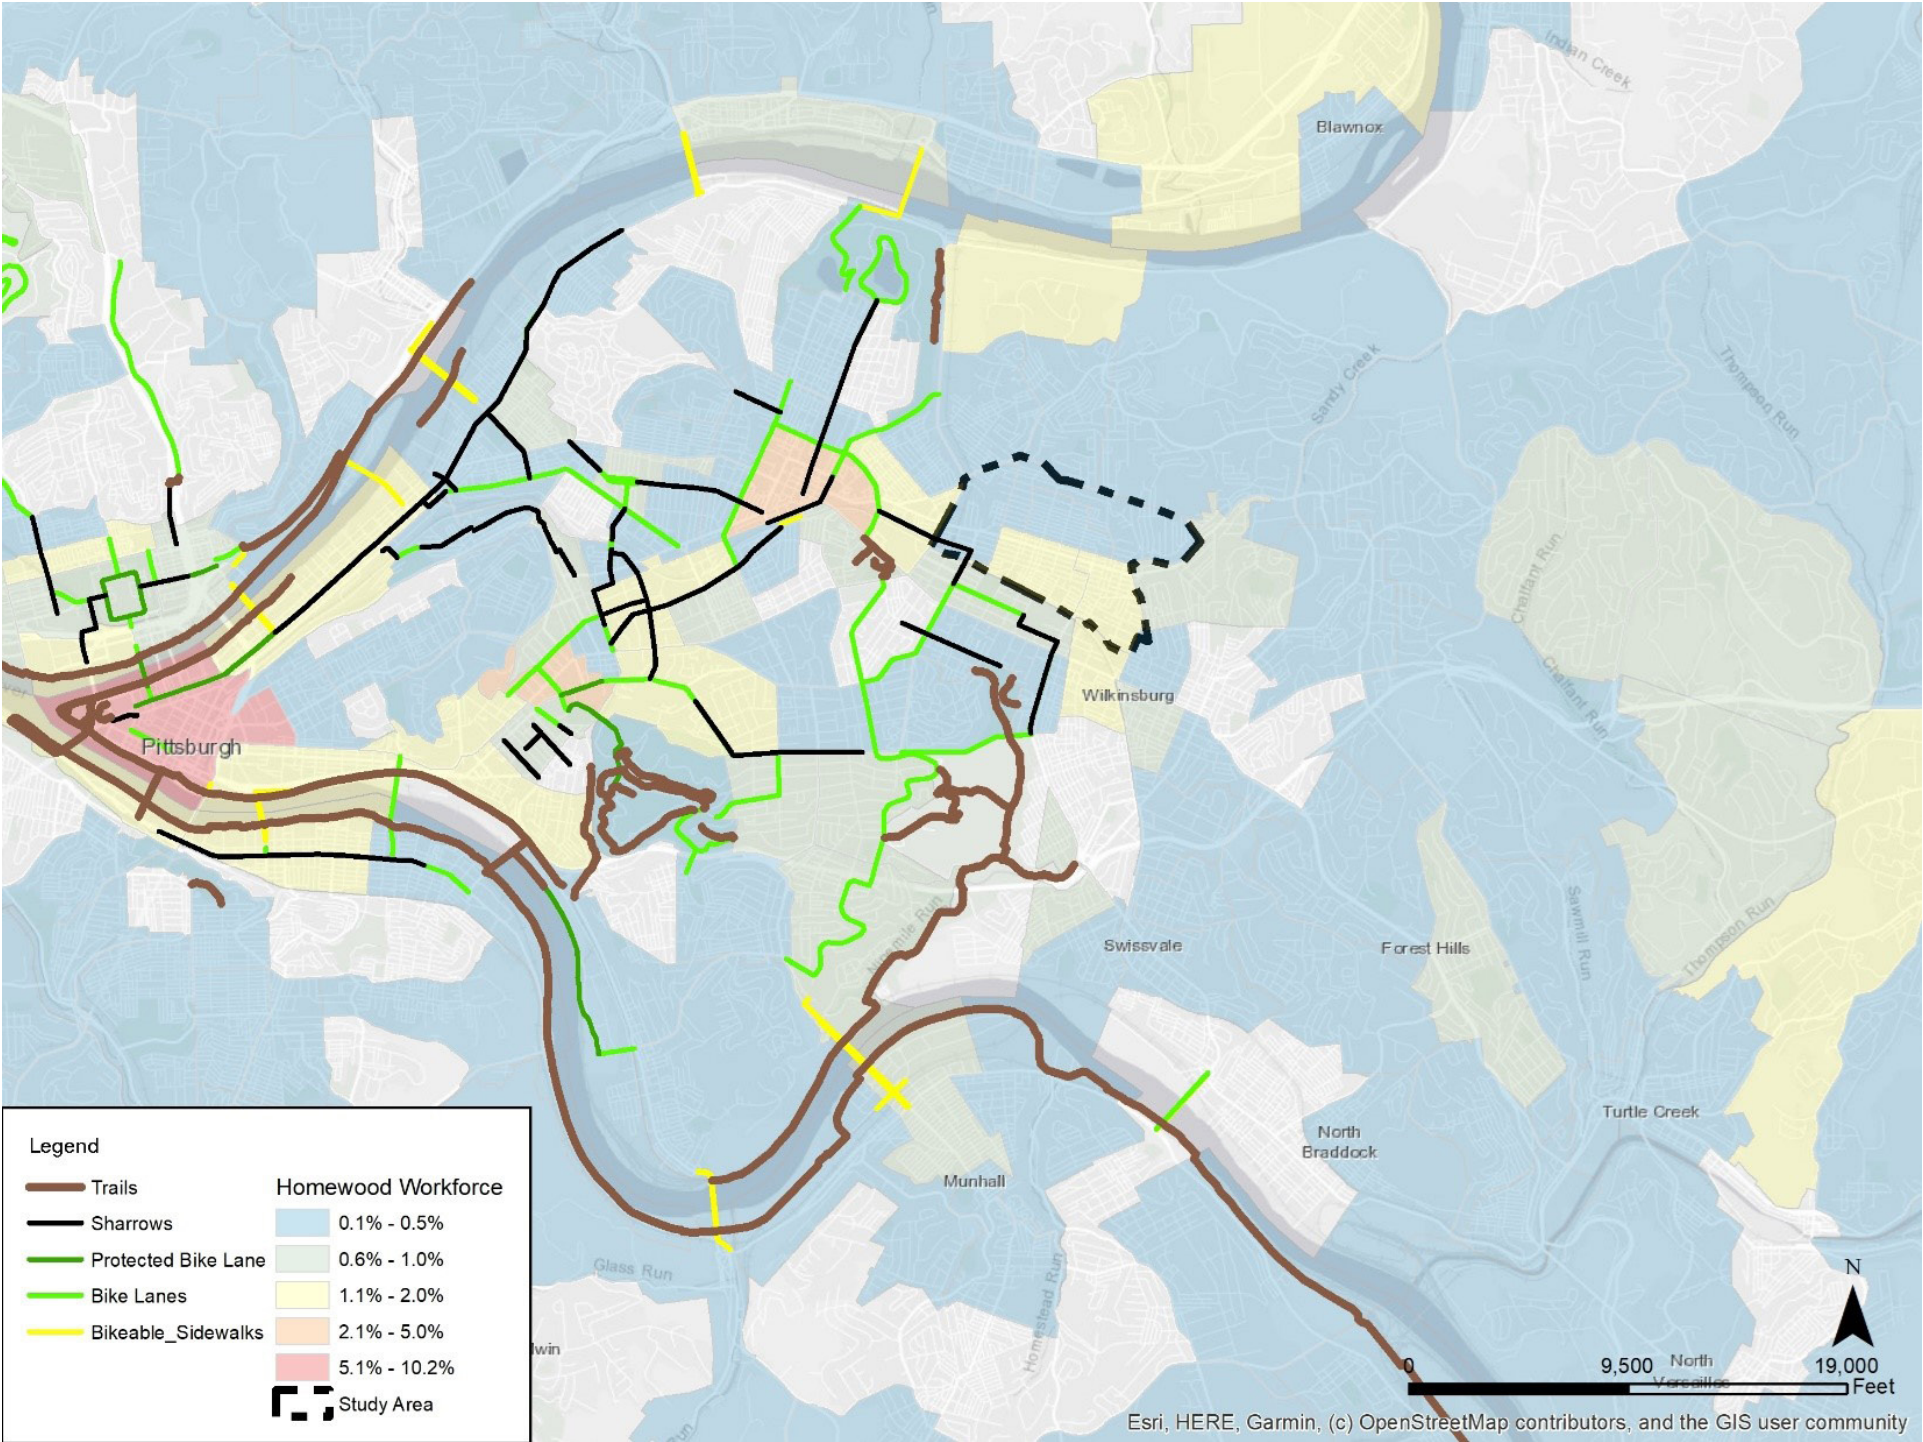 Indian Creek
Blawnox
Sandy Creek
Thompson Run
Chalfant Run
Chalfant Run
Wilkinsburg
Pittsburgh
Ninemile Run
Swissvale
Forest Hills
Sawmill Run
Thompson Run
Turtle Creek
North
Braddock
Munhall
Glass Run
Homestead Run
lwin
Run
North
Versailles
Legend
Trails
Sharrows
Protected Bike Lane
Bike Lanes
Bikeable_Sidewalks
Homewood Workforce
0.1% - 0.5%
0.6% - 1.0%
1.1% - 2.0%
2.1% - 5.0%
5.1% - 10.2%
Study Area
N
0 9,500 19,000
Feet
Esri, HERE, Garmin, (c) OpenStreetMap contributors, and the GIS user community